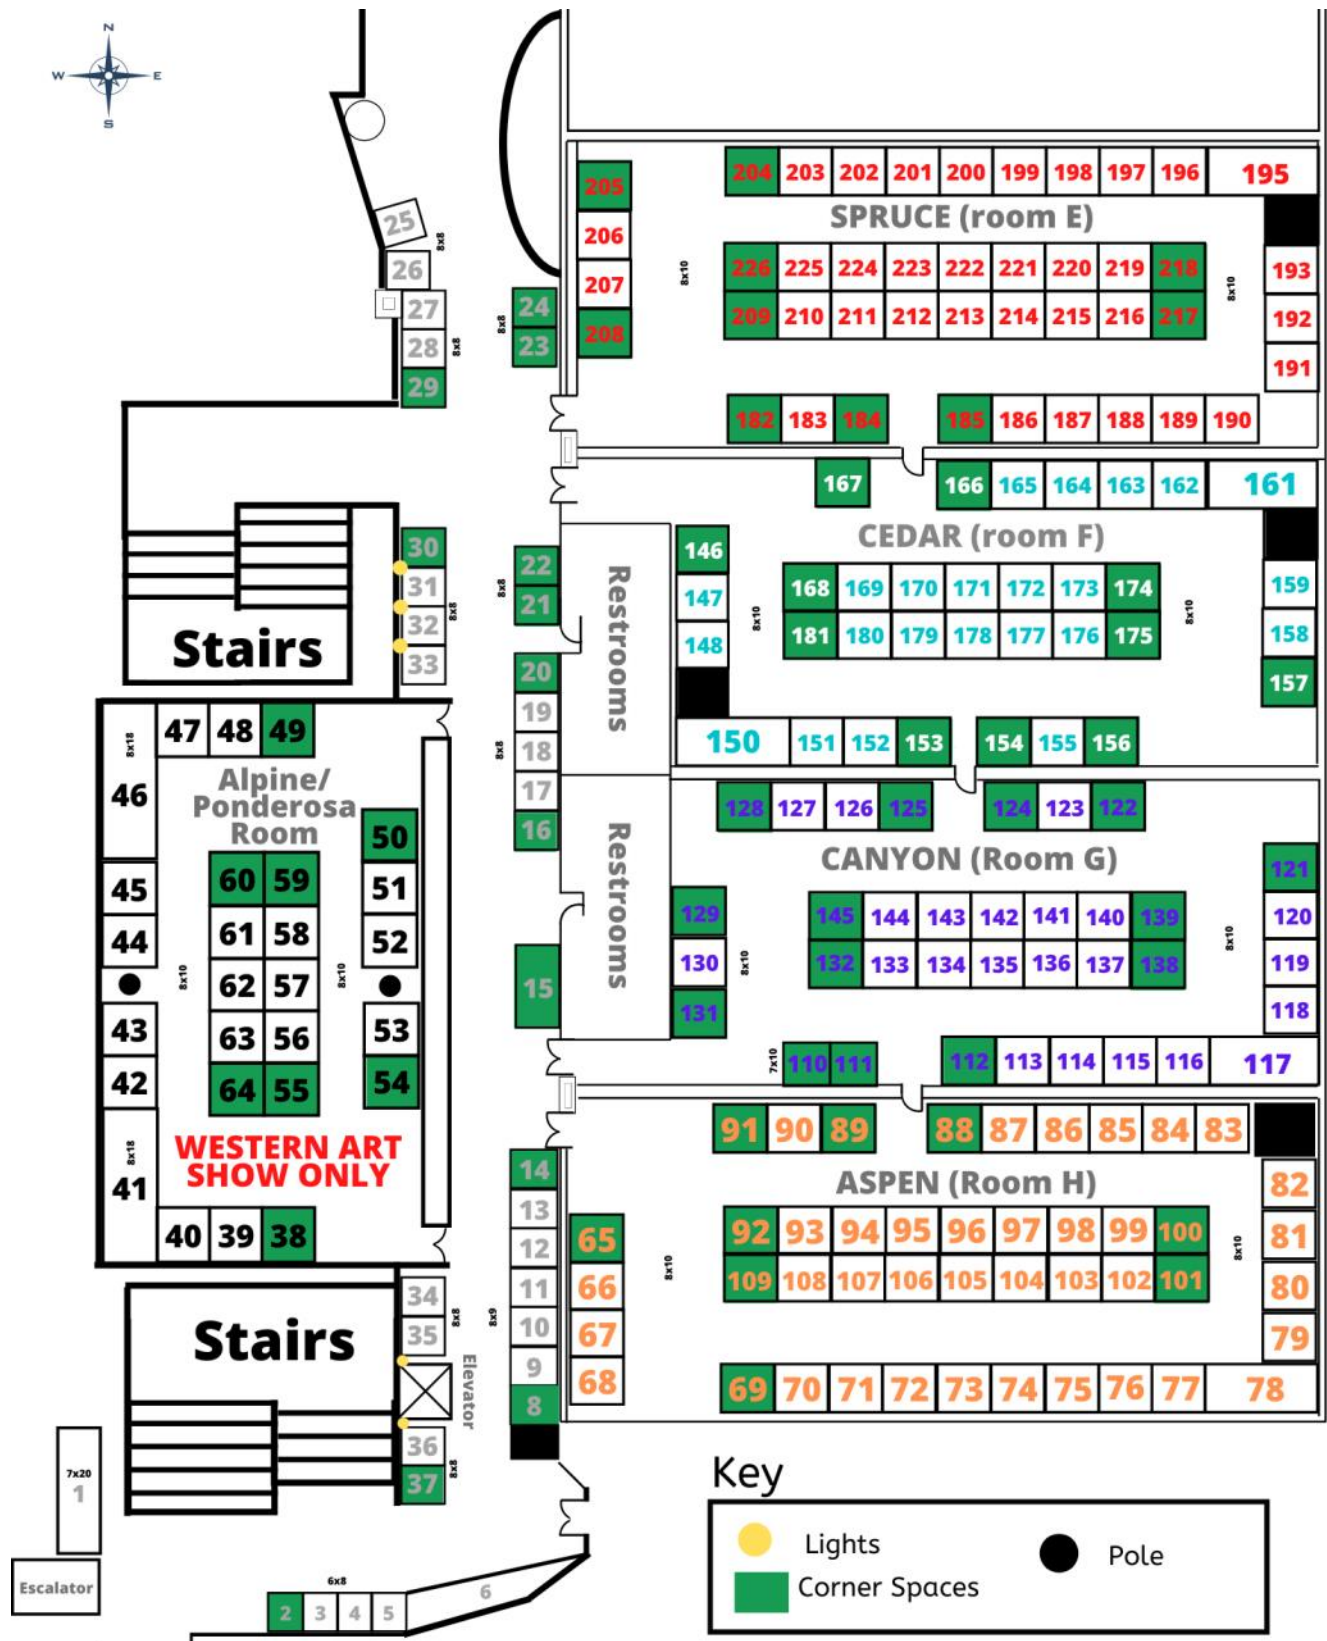 N
W E
S
204 203 202 201 200 199 198 197 196 195
205
206
207
208
SPRUCE (room E)
8x10
226 225 224 223 222 221 220 219 218
209 210 211 212 213 214 215 216 217
8x10
193
192
191
182 183 184 185 186 187 188 189 190
25
8x8
26
27
28
8x8
29
24
8x8
23
167 166 165 164 163 162 161
CEDAR (room F)
146
147
148
8x10
168 169 170 171 172 173 174
181 180 179 178 177 176 175
8x10
159
158
157
150 151 152 153 154 155 156
Restrooms
30
31
32
8x8
33
22
8x8
21
20
19
18
8x8
17
16
15
Stairs
47 48 49
8x18
46
Alpine/
Ponderosa
Room
50
51
52
53
54
45
44
43
42
8x10
60 59
61 58
62 57
63 56
64 55
8x10
WESTERN ART
SHOW ONLY
8x18
41
40 39 38
128 127 126 125 124 123 122
CANYON (Room G)
Restrooms
129
130
131
8x10
145 144 143 142 141 140 139
132 133 134 135 136 137 138
8x10
121
120
119
118
7x10
110 111 112 113 114 115 116 117
91 90 89 88 87 86 85 84 83
ASPEN (Room H)
82
81
80
79
92 93 94 95 96 97 98 99 100
109 108 107 106 105 104 103 102 101
8x10
8x10
65
66
67
68
69 70 71 72 73 74 75 76 77 78
14
13
12
11
10
9
8
8x9
34
35
8x8
Elevator
36
37
8x8
Stairs
7x20
1
Escalator
6x8
2 3 4 5 6
Key
Lights
Pole
Corner Spaces